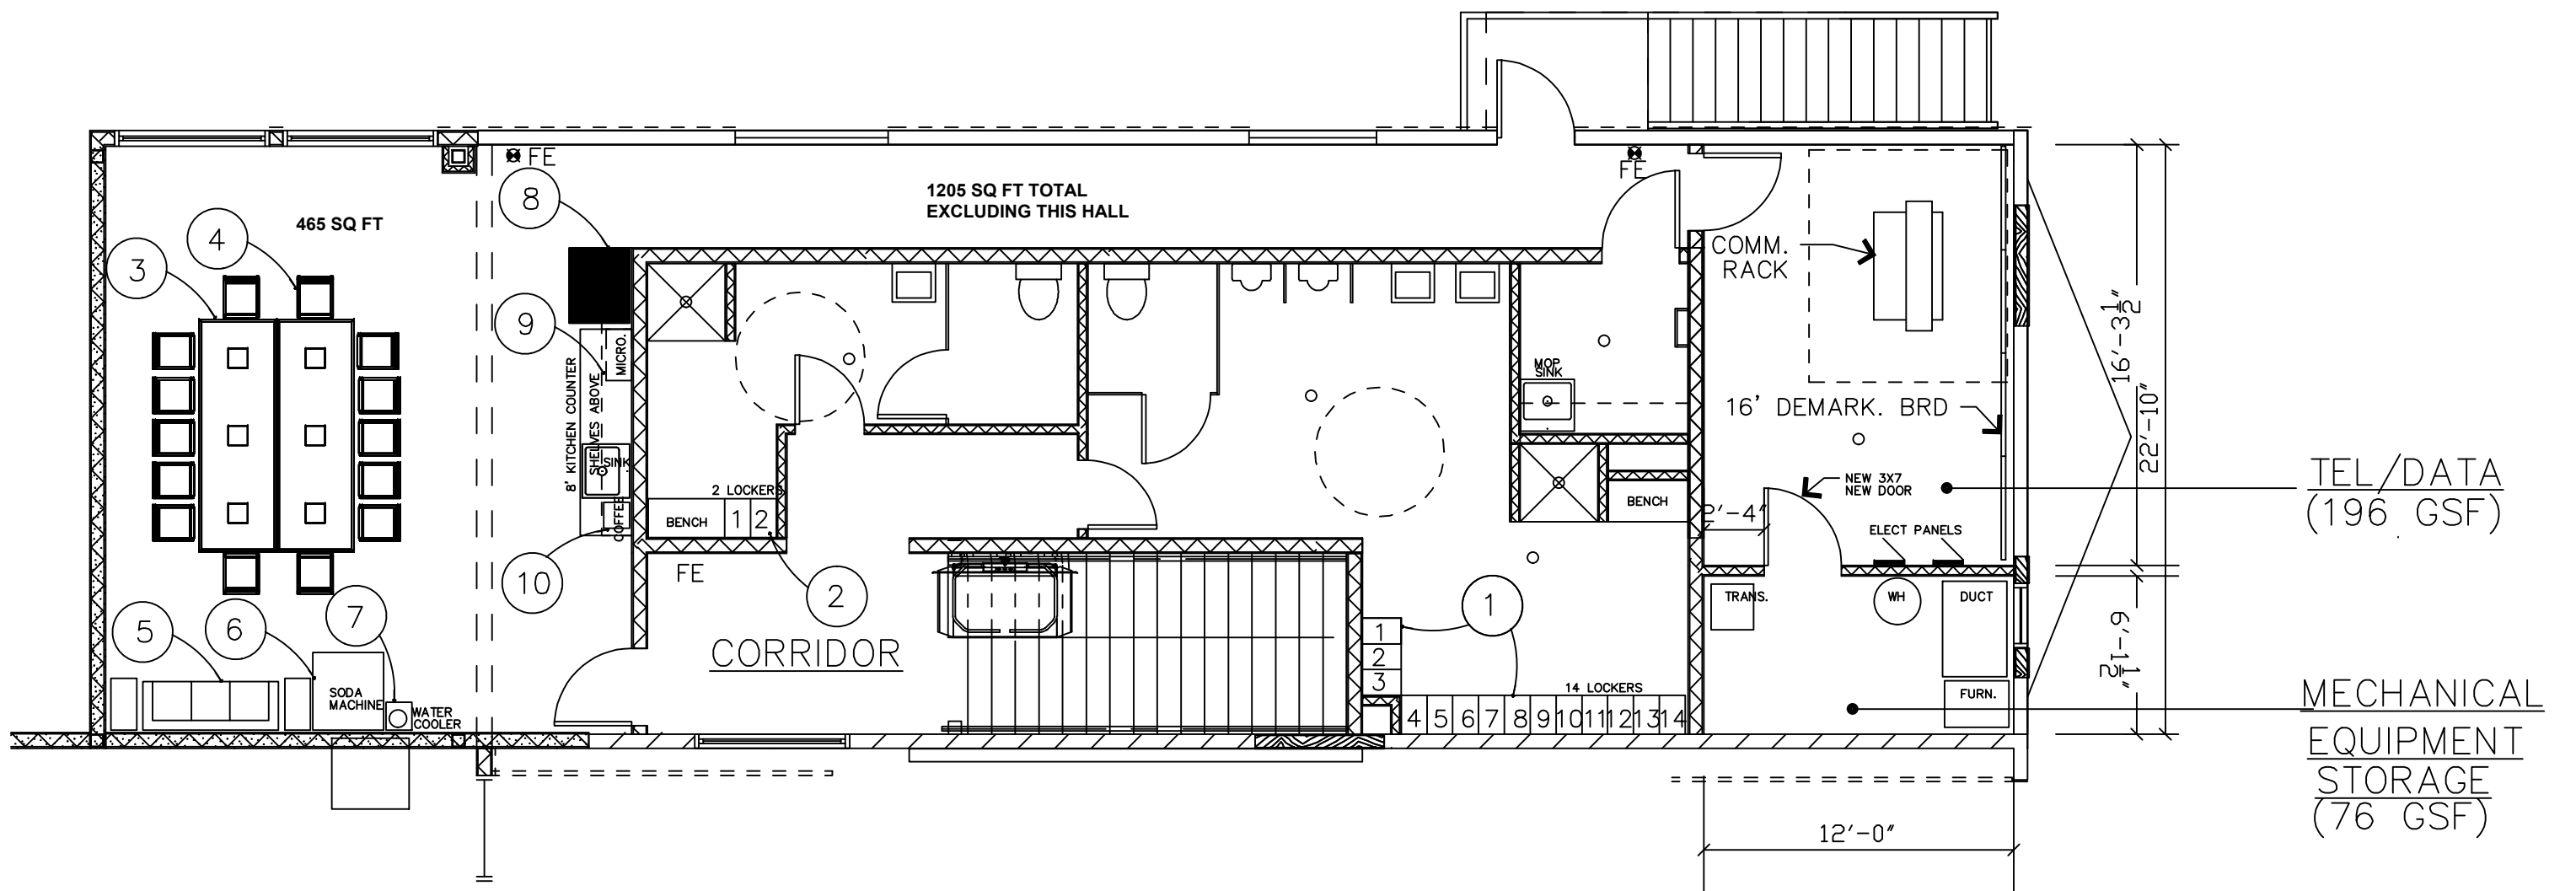 FE
8
1205 SQ FT TOTAL
EXCLUDING THIS HALL
FE
465 SQ FT
4
3
COMM.
RACK
9
MICRO.
8' KITCHEN COUNTER
SHELVES ABOVE
SINK
COFFEE
MOP
SINK
16' DEMARK. BRD
NEW 3X7
NEW DOOR
16'-3 1/2"
22'-10"
TEL/DATA
(196 GSF)
2 LOCKERS
BENCH
1
2
BENCH
2'-4"
ELECT PANELS
10
FE
2
1
TRANS.
WH
DUCT
6'-1 1/2"
5
6
7
CORRIDOR
1
2
3
14 LOCKERS
4 5 6 7 8 9 10 11 12 13 14
SODA
MACHINE
WATER
COOLER
FURN.
MECHANICAL
EQUIPMENT
STORAGE
(76 GSF)
12'-0"